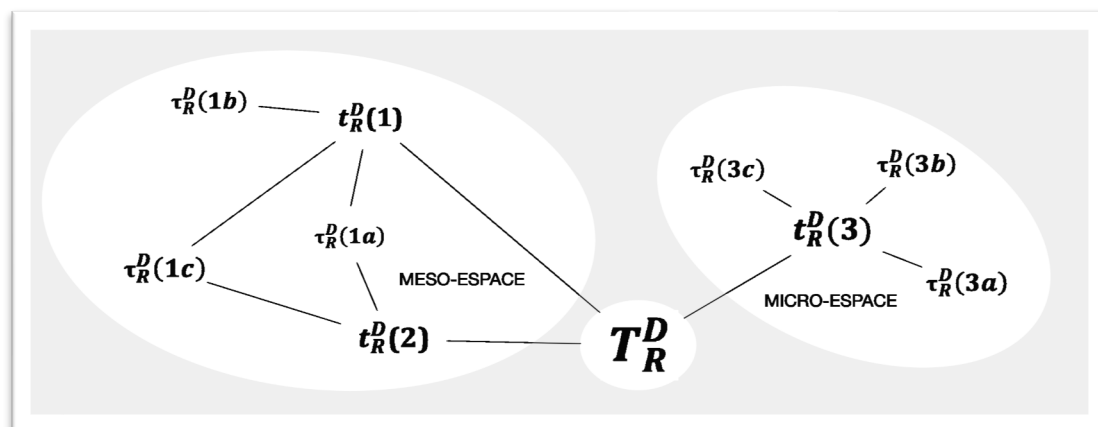 τ_R^D(1b)
t_R^D(1)
τ_R^D(3c)
τ_R^D(3b)
t_R^D(3)
τ_R^D(1a)
τ_R^D(1c)
MESO-ESPACE
τ_R^D(3a)
MICRO-ESPACE
t_R^D(2)
T_R^D